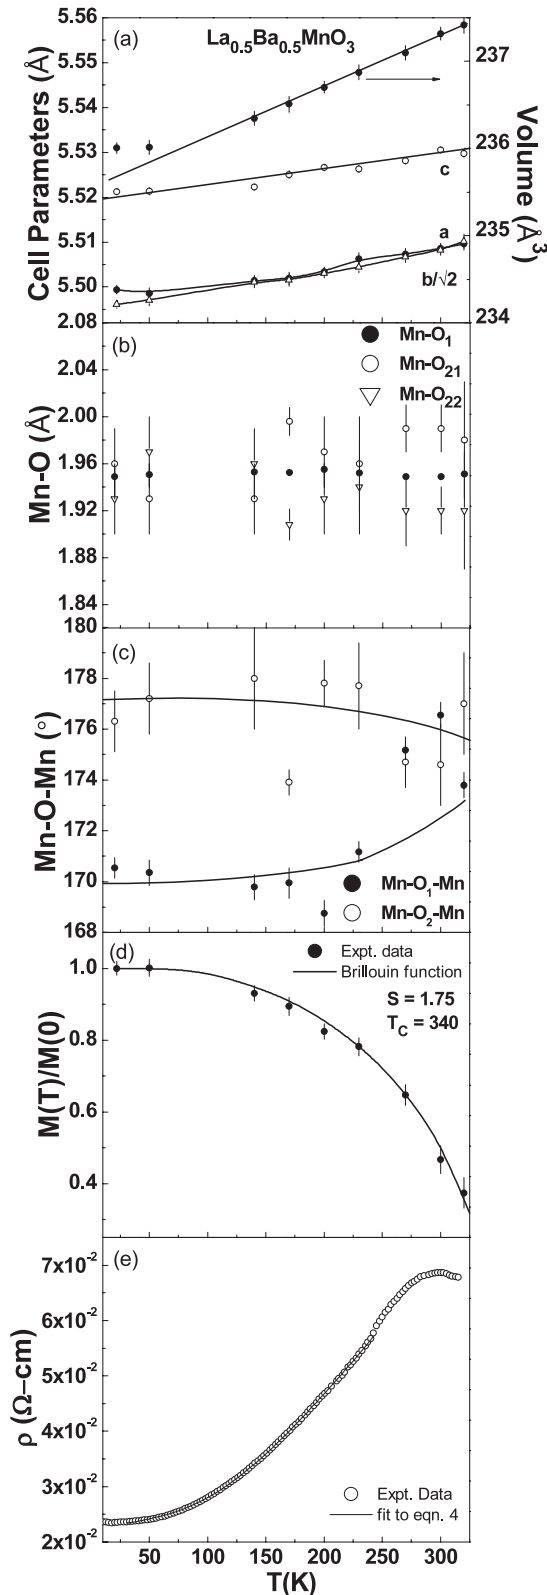 (a) La0.5Ba0.5MnO3
5.56
5.55
5.54
5.53
5.52
5.51
5.50
Cell Parameters (Å)
237
236
235
234
Volume (Å3)
c
a
b/√2
(b)
Mn-O1
Mn-O21
Mn-O22
2.08
2.04
2.00
1.96
1.92
1.88
1.84
Mn-O (Å)
(c)
180
178
176
174
172
170
168
Mn-O-Mn (°)
Mn-O1-Mn
Mn-O2-Mn
(d)
Expt. data
Brillouin function
S = 1.75
TC = 340
1.0
0.8
0.6
0.4
M(T)/M(0)
(e)
7x10-2
6x10-2
5x10-2
4x10-2
3x10-2
2x10-2
ρ (Ω–cm)
Expt. Data
fit to eqn. 4
50 100 150 200 250 300
T(K)